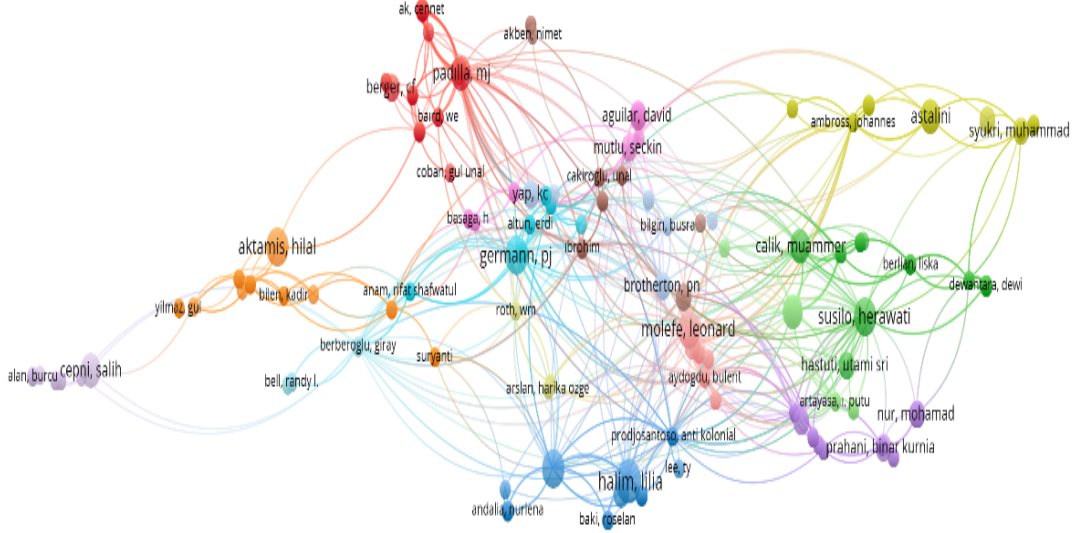 ak, cennet
akben, nimet
padilla, mj
berger, cf
aguilar, david
baird, we
ambross, johannes
astalini
syukri, muhammad
mutlu, seckin
coban, gul unal
cakiroglu, unal
yap, kc
basaga, h
altun, erdi
bilgin, busra
aktamis, hilal
germann, pj
ibrohim
calik, muammer
berlian, liska
yilmaz, gul
bilen, kadir
anam, rifat shafwatul
brotherton, pn
dewantara, dewi
roth, wm
molefe, leonard
susilo, herawati
berberoglu, giray
suryanti
alan, burcu
cepni, salih
bell, randy l.
arslan, harika ozge
aydogdu, bulent
hastuti, utami sri
artayasa, i. putu
nur, mohamad
prodjosantoso, anti kolonial
prahani, binar kurnia
lee, ty
halim, lilia
andalia, nurlena
baki, roselan